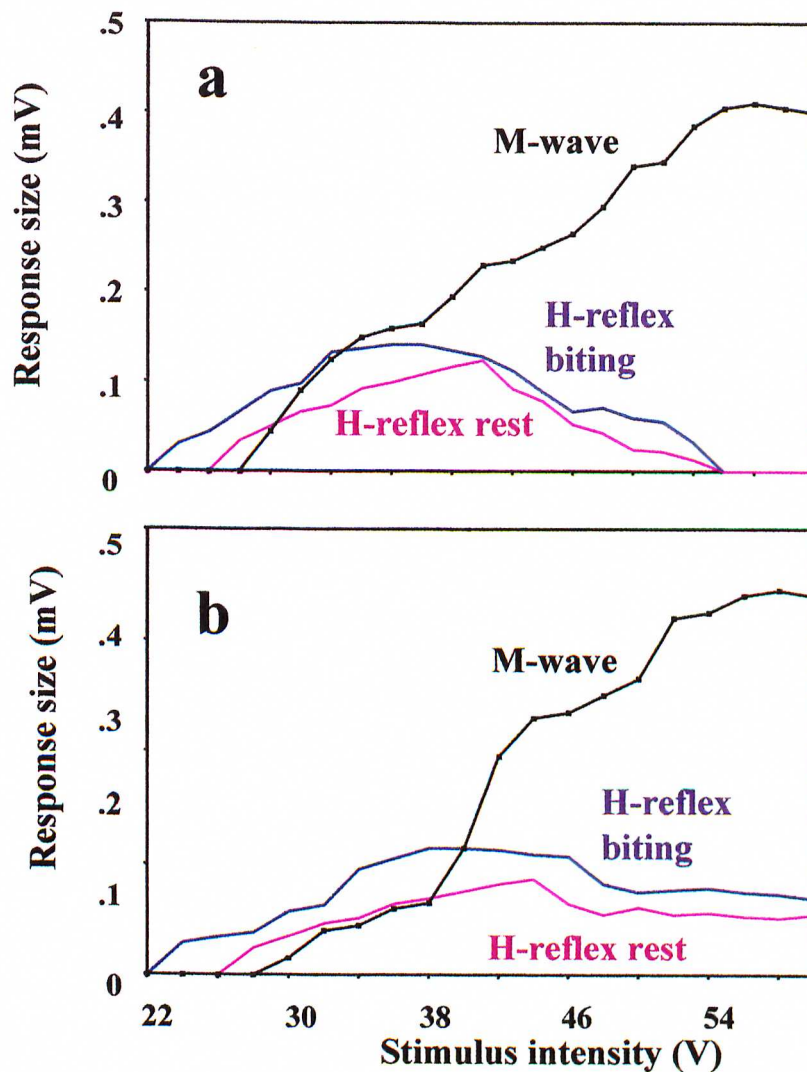 .5
a
M-wave
.4
.3
.2
H-reflex
biting
.1
H-reflex rest
0
Response size (mV)
.5
b
M-wave
.4
.3
.2
H-reflex
biting
.1
H-reflex rest
0
Response size (mV)
22 30 38 46 54
Stimulus intensity (V)